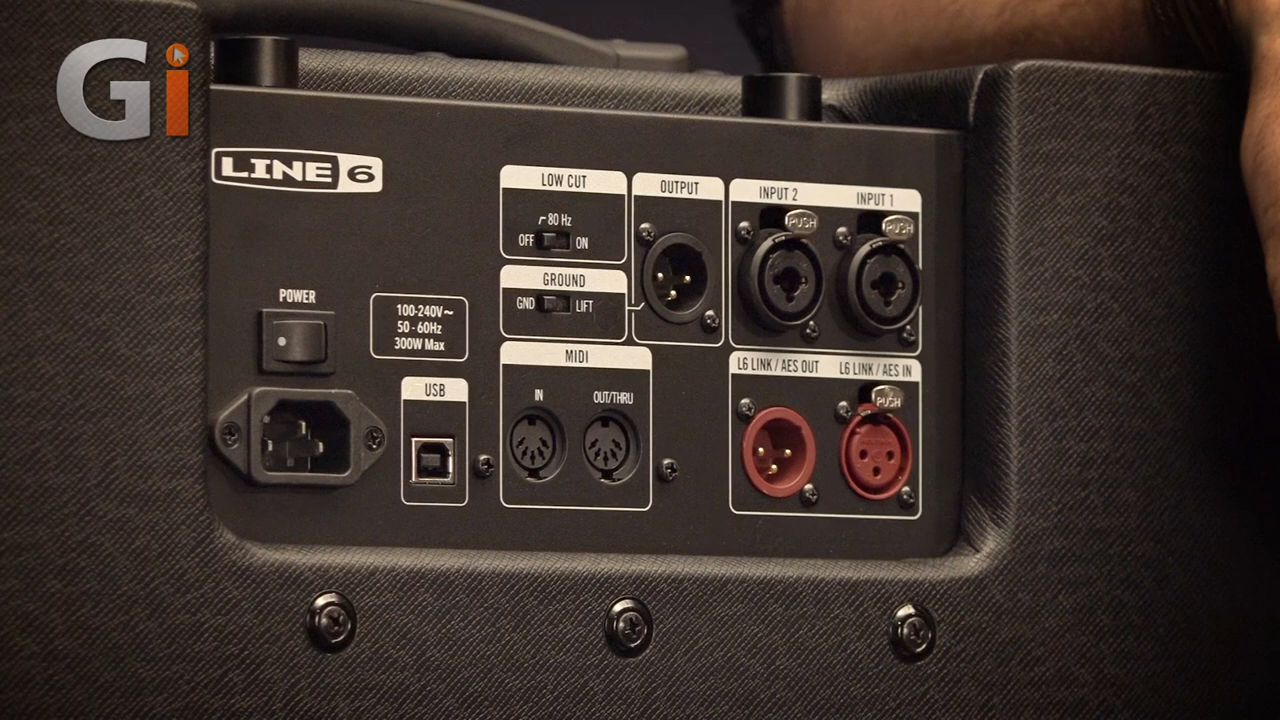 Gi
LINE 6
POWER
100-240V~
50 - 60Hz
300W Max
USB
LOW CUT
80 Hz
OFF ON
GROUND
GND LIFT
MIDI
IN OUT/THRU
OUTPUT
INPUT 2 INPUT 1
PUSH PUSH
L6 LINK / AES OUT L6 LINK / AES IN
PUSH